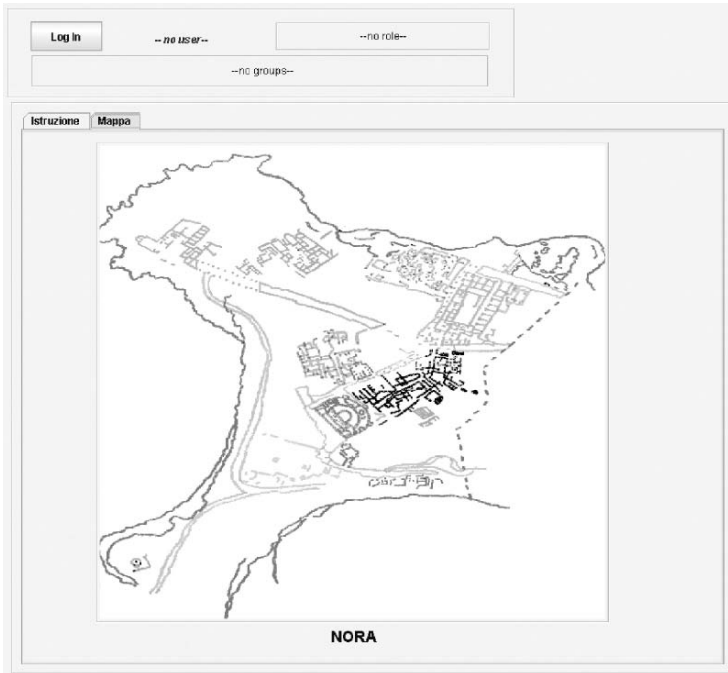 Log in --no user-- --no role--
--no groups--
Istruzione Mappa
NORA